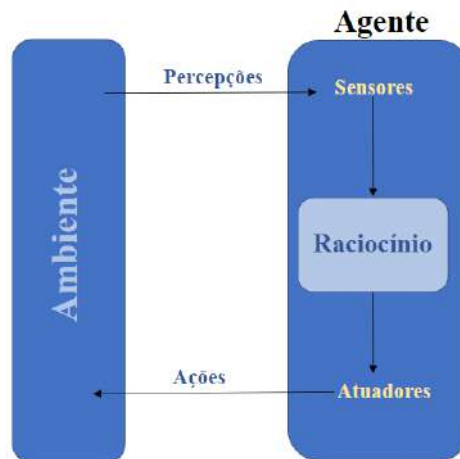 Agente
Percepções
Sensores
Ambiente
Raciocínio
Ações
Atuadores